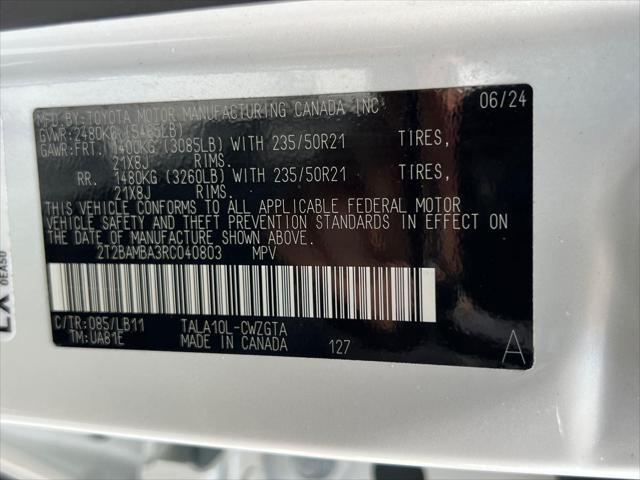 MFD BY: TOYOTA MOTOR MANUFACTURING CANADA INC 06/24
GVWR: 2480KG (5465LB)
GAWR: FRT. 1400KG (3085LB) WITH 235/50R21 TIRES,
21X8J RIMS.
RR. 1480KG (3260LB) WITH 235/50R21 TIRES,
21X8J RIMS.
THIS VEHICLE CONFORMS TO ALL APPLICABLE FEDERAL MOTOR
VEHICLE SAFETY AND THEFT PREVENTION STANDARDS IN EFFECT ON
THE DATE OF MANUFACTURE SHOWN ABOVE.
2T2BAMBA3RC040803 MPV
C/TR: 085/LB11 TALA10L-CWZGTA
TM: UA81E MADE IN CANADA 127 A
0EA50